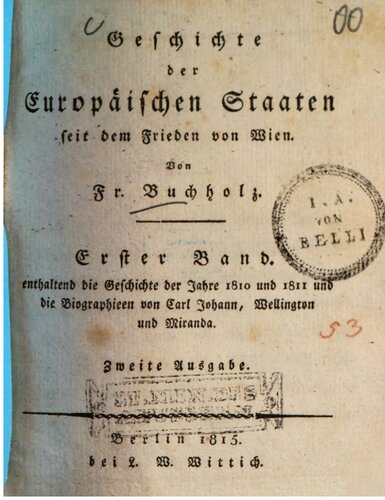 00
Geschichte
der
Europäischen Staaten
seit dem Frieden von Wien.
Von
Fr. Buchholz.
I. A.
VON
RELLI
Erster Band.
enthaltend die Geschichte der Jahre 1810 und 1811 und
die Biographieen von Carl Johann, Wellington
und Miranda.
53
Zweite Ausgabe.
Berlin 1815.
bei L. W. Wittich.